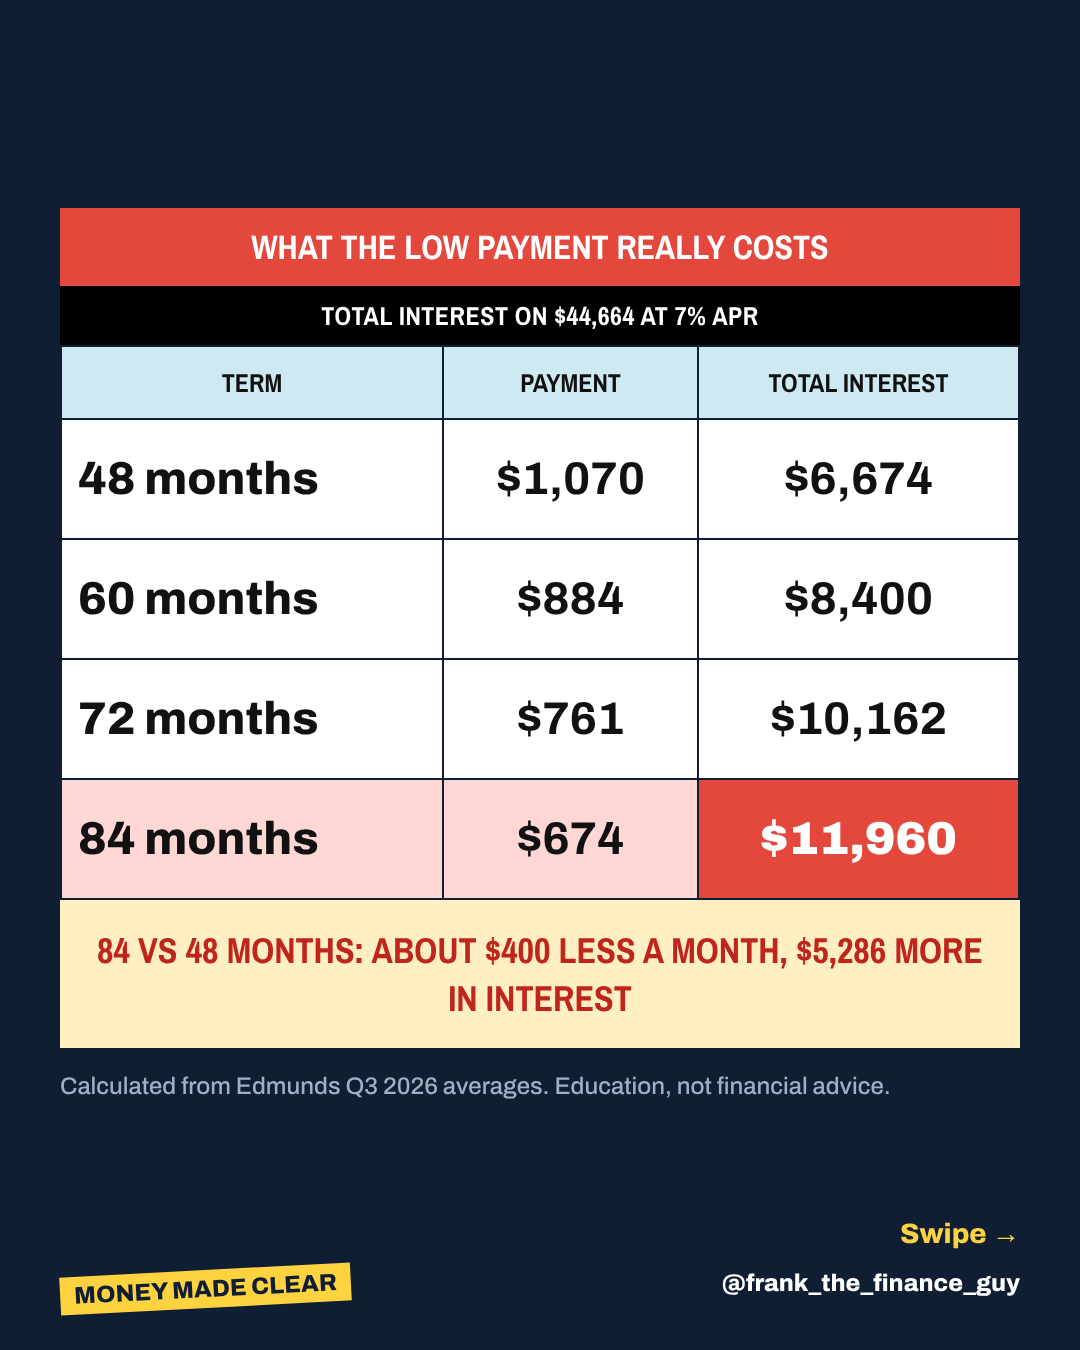 WHAT THE LOW PAYMENT REALLY COSTS
TOTAL INTEREST ON $44,664 AT 7% APR
TERM PAYMENT TOTAL INTEREST
48 months $1,070 $6,674
60 months $884 $8,400
72 months $761 $10,162
84 months $674 $11,960
84 VS 48 MONTHS: ABOUT $400 LESS A MONTH, $5,286 MORE
IN INTEREST
Calculated from Edmunds Q3 2026 averages. Education, not financial advice.
Swipe →
MONEY MADE CLEAR
@frank_the_finance_guy